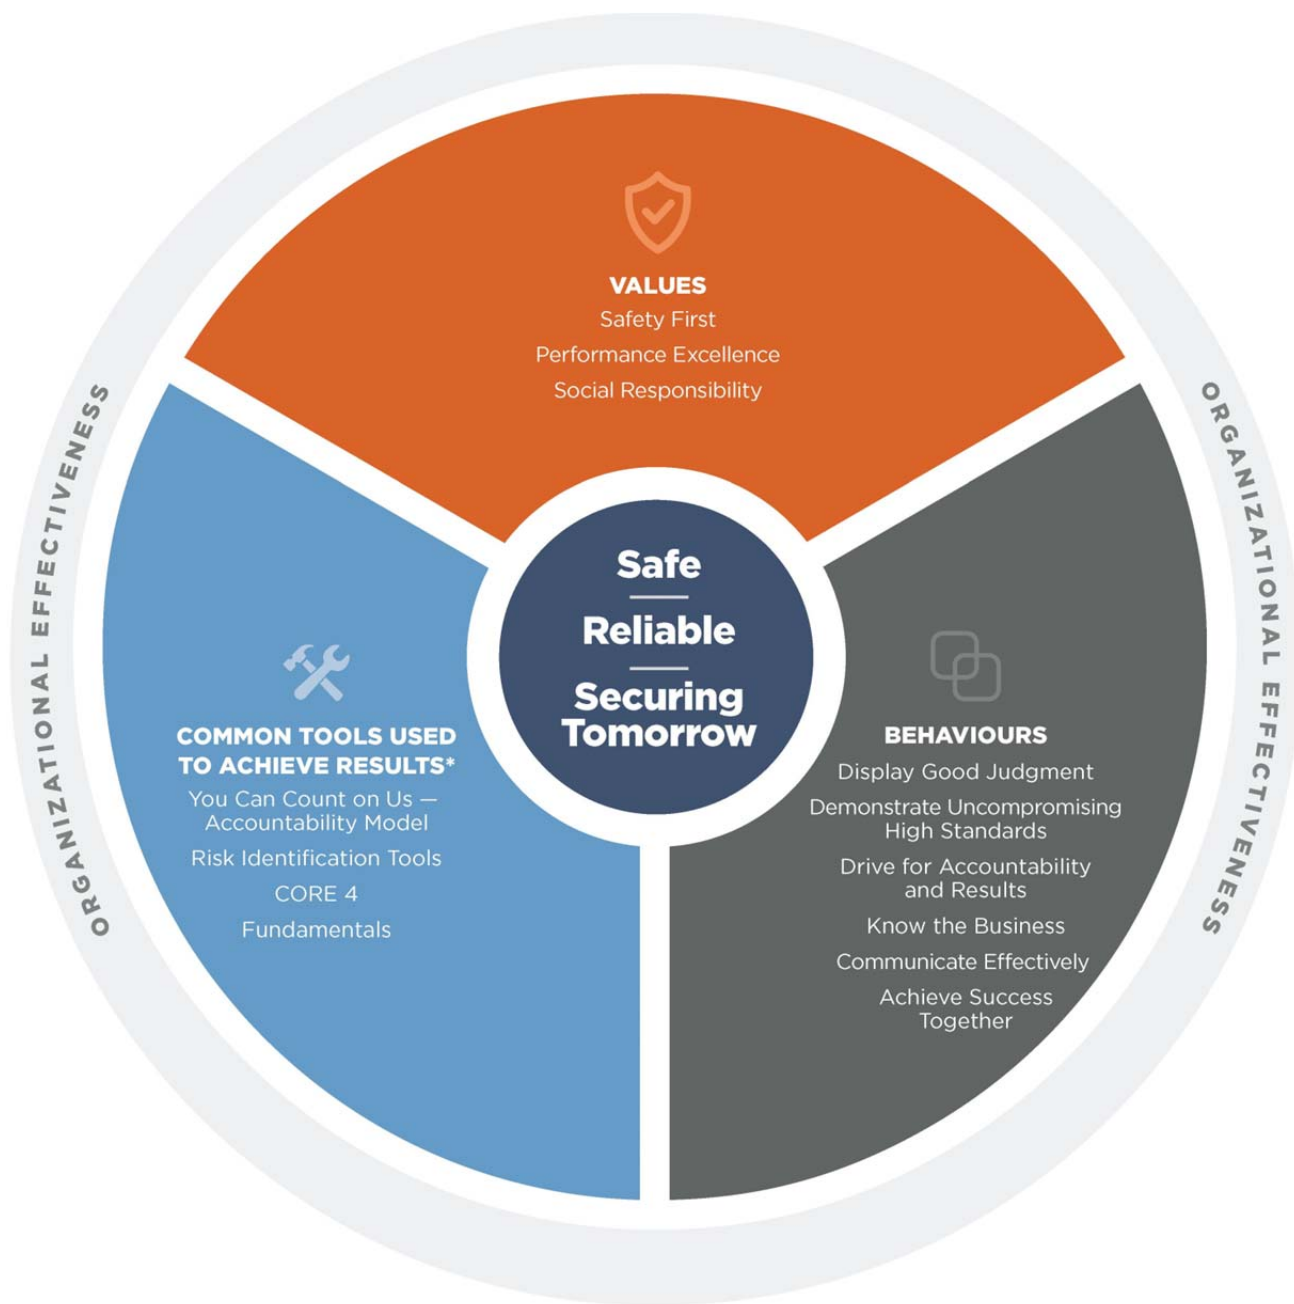 VALUES
Safety First
Performance Excellence
Social Responsibility
ORGANIZATIONAL EFFECTIVENESS
ORGANIZATIONAL EFFECTIVENESS
Safe
Reliable
Securing
Tomorrow
COMMON TOOLS USED
TO ACHIEVE RESULTS*
You Can Count on Us —
Accountability Model
Risk Identification Tools
CORE 4
Fundamentals
BEHAVIOURS
Display Good Judgment
Demonstrate Uncompromising
High Standards
Drive for Accountability
and Results
Know the Business
Communicate Effectively
Achieve Success
Together